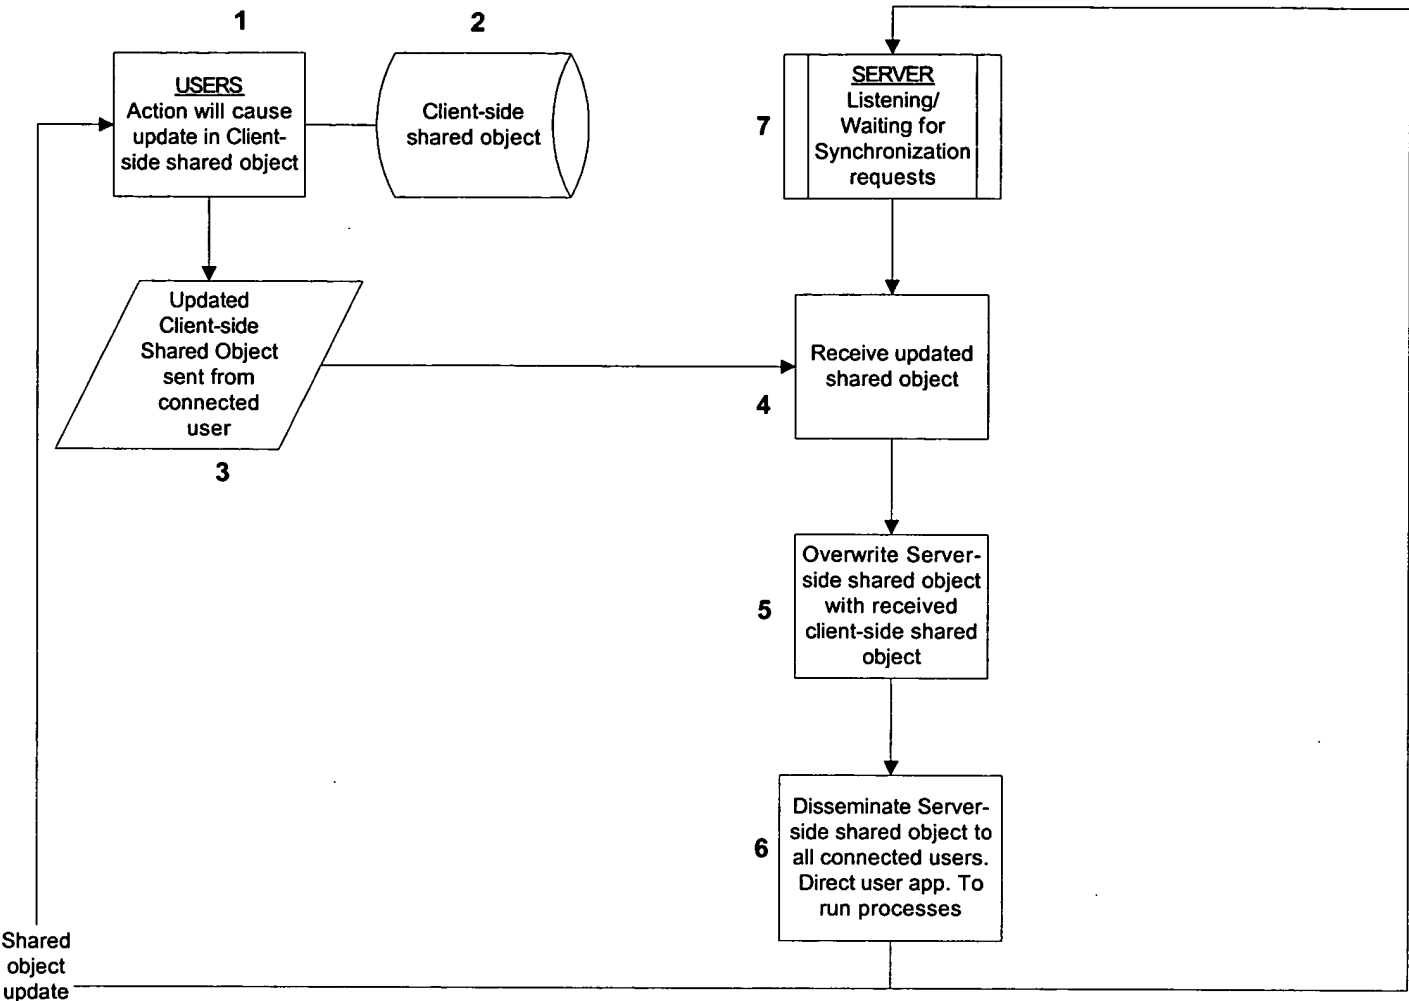 1
2
USERS
Action will cause
update in Client-
side shared object
Client-side
shared object
7
SERVER
Listening/
Waiting for
Synchronization
requests
Updated
Client-side
Shared Object
sent from
connected
user
3
Receive updated
shared object
4
Overwrite Server-
side shared object
with received
client-side shared
object
5
Disseminate Server-
side shared object to
all connected users.
Direct user app. To
run processes
6
Shared
object
update